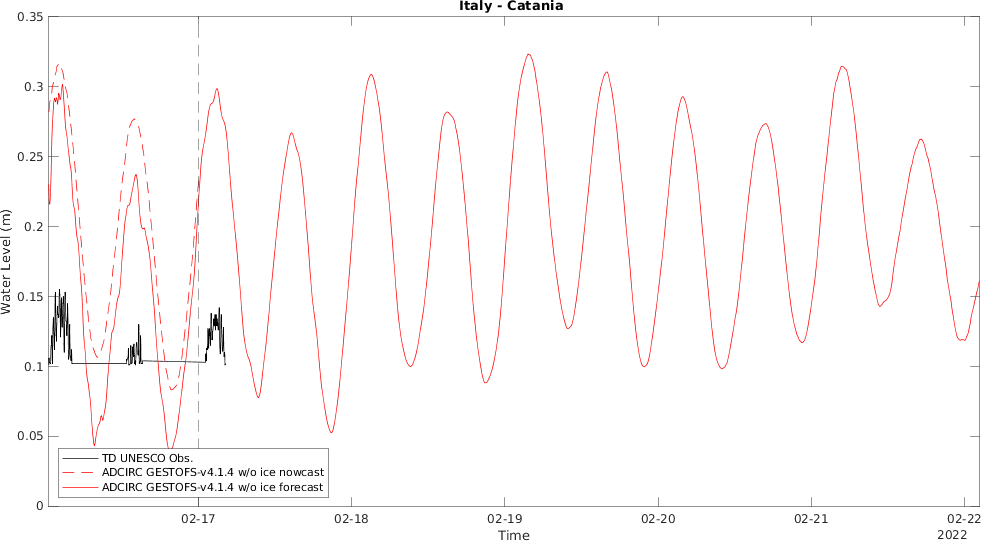 Italy - Catania
0.35
0.3
0.25
0.2
0.15
0.1
0.05
0
Water Level (m)
TD UNESCO Obs.
ADCIRC GESTOFS-v4.1.4 w/o ice nowcast
ADCIRC GESTOFS-v4.1.4 w/o ice forecast
02-17 02-18 02-19 02-20 02-21 02-22
Time
2022